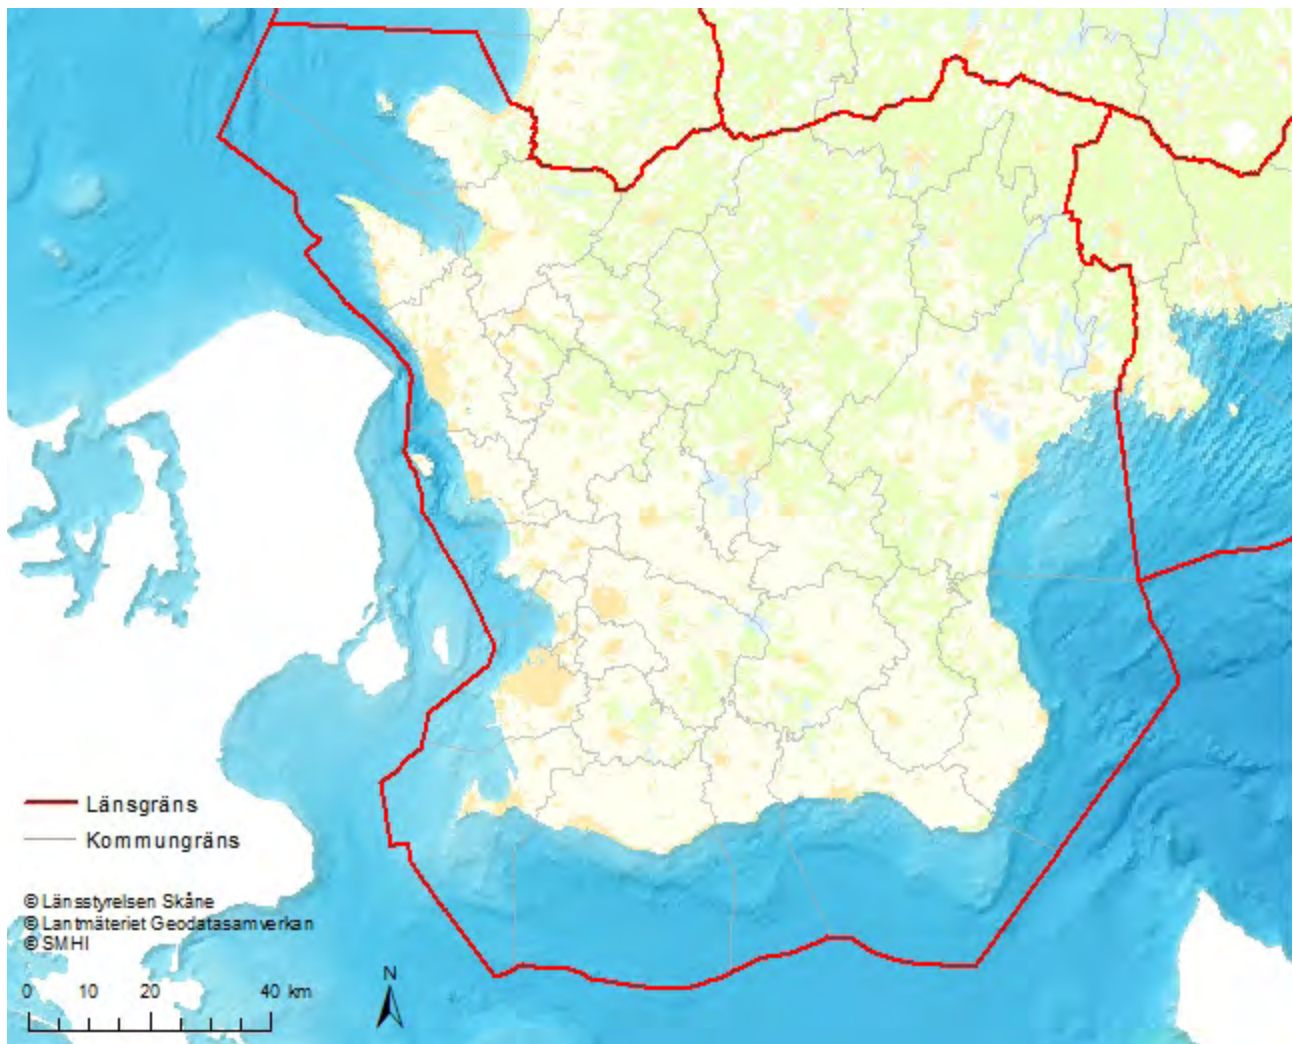 Länsgräns
Kommungräns
© Länsstyrelsen Skåne
© Lantmäteriet Geodatasamverkan
© SMHI
0 10 20 40 km
N